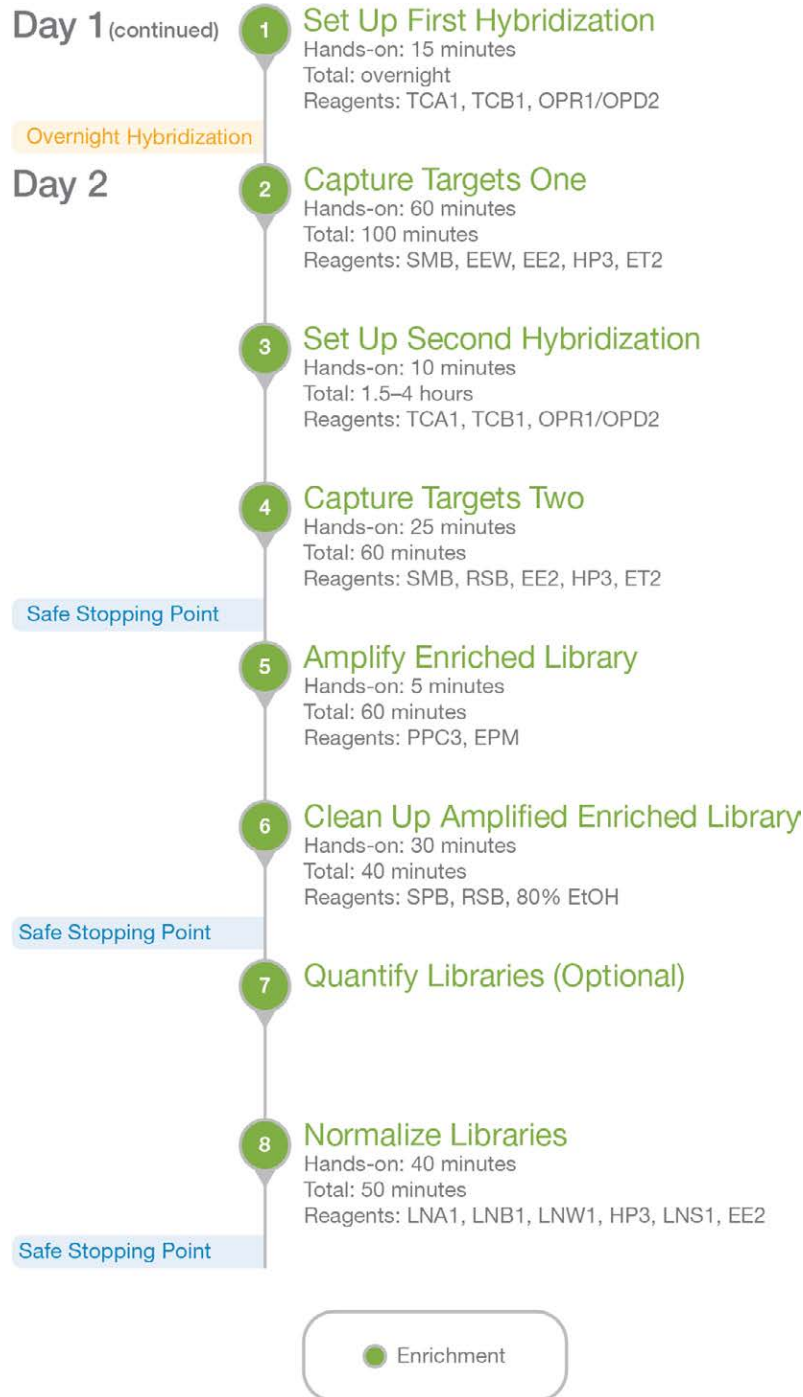 Day 1 (continued)
1
Set Up First Hybridization
Hands-on: 15 minutes
Total: overnight
Reagents: TCA1, TCB1, OPR1/OPD2
Overnight Hybridization
Day 2
2
Capture Targets One
Hands-on: 60 minutes
Total: 100 minutes
Reagents: SMB, EEW, EE2, HP3, ET2
3
Set Up Second Hybridization
Hands-on: 10 minutes
Total: 1.5–4 hours
Reagents: TCA1, TCB1, OPR1/OPD2
4
Capture Targets Two
Hands-on: 25 minutes
Total: 60 minutes
Reagents: SMB, RSB, EE2, HP3, ET2
Safe Stopping Point
5
Amplify Enriched Library
Hands-on: 5 minutes
Total: 60 minutes
Reagents: PPC3, EPM
6
Clean Up Amplified Enriched Library
Hands-on: 30 minutes
Total: 40 minutes
Reagents: SPB, RSB, 80% EtOH
Safe Stopping Point
7
Quantify Libraries (Optional)
8
Normalize Libraries
Hands-on: 40 minutes
Total: 50 minutes
Reagents: LNA1, LNB1, LNW1, HP3, LNS1, EE2
Safe Stopping Point
Enrichment